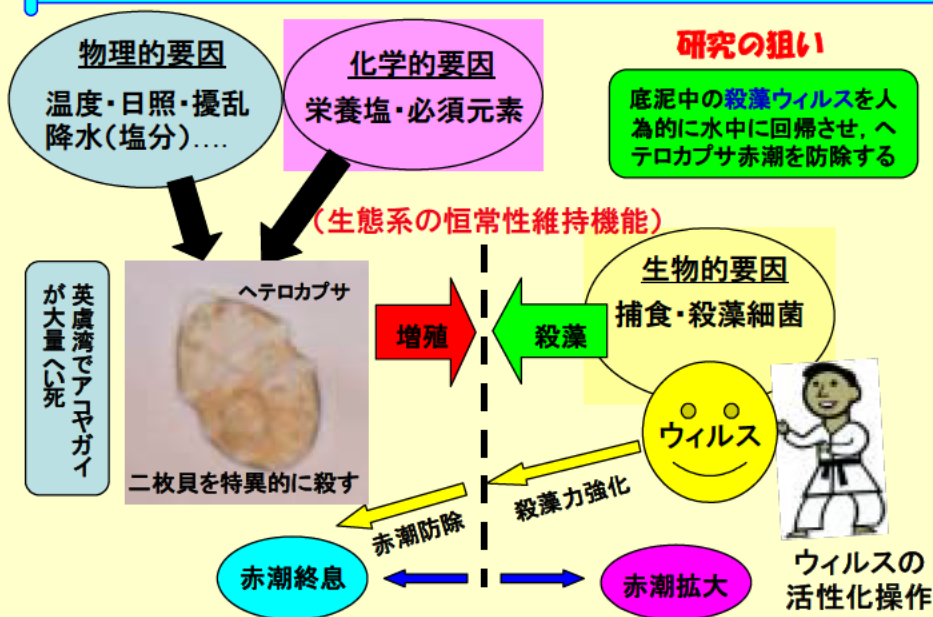 物理的要因
温度・日照・擾乱
降水(塩分)‥‥
化学的要因
栄養塩・必須元素
研究の狙い
底泥中の殺藻ウィルスを人
為的に水中に回帰させ，ヘ
テロカプサ赤潮を防除する
(生態系の恒常性維持機能)
英虞湾でアコヤガイ
が大量へい死
ヘテロカプサ
二枚貝を特異的に殺す
増殖
殺藻
生物的要因
捕食・殺藻細菌
ウィルス
殺藻力強化
赤潮防除
赤潮終息
赤潮拡大
ウィルスの
活性化操作